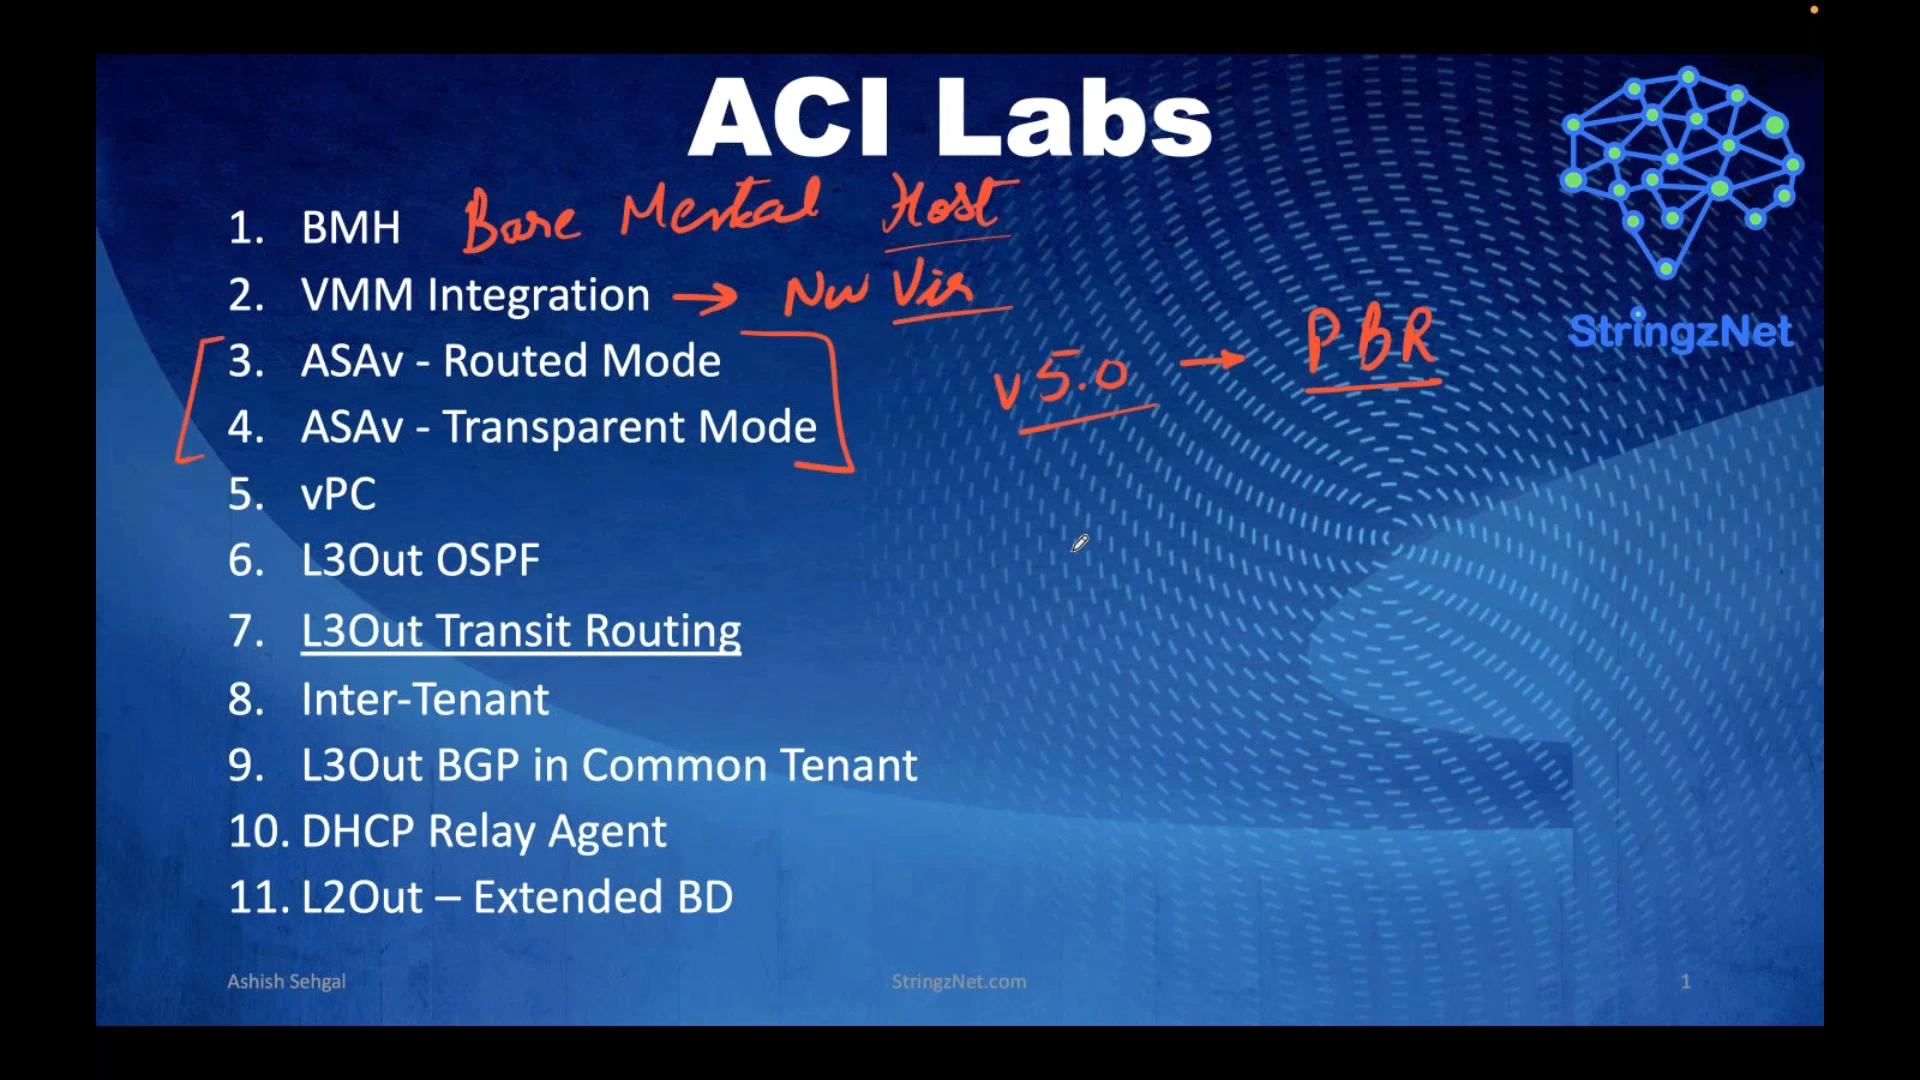 ACI Labs
1. BMH Bare Mental Host
2. VMM Integration → Nw Vir
3. ASAv - Routed Mode
v5.0 → PBR
4. ASAv - Transparent Mode
5. vPC
6. L3Out OSPF
7. L3Out Transit Routing
8. Inter-Tenant
9. L3Out BGP in Common Tenant
10. DHCP Relay Agent
11. L2Out – Extended BD
StringzNet
Ashish Sehgal
StringzNet.com
1